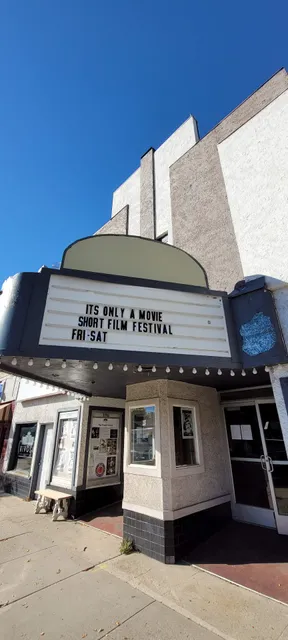 ITS ONLY A MOVIE
SHORT FILM FESTIVAL
FRI-SAT